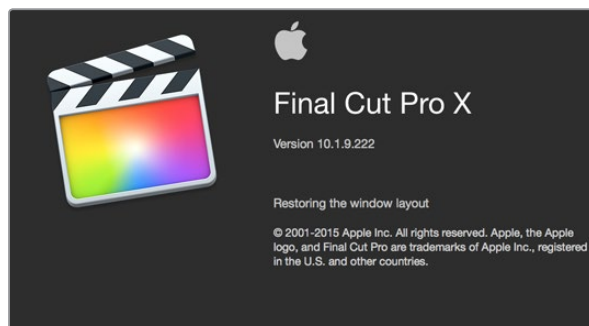 Final Cut Pro X
Version 10.1.9.222
Restoring the window layout
© 2001-2015 Apple Inc. All rights reserved. Apple, the Apple
logo, and Final Cut Pro are trademarks of Apple Inc., registered
in the U.S. and other countries.